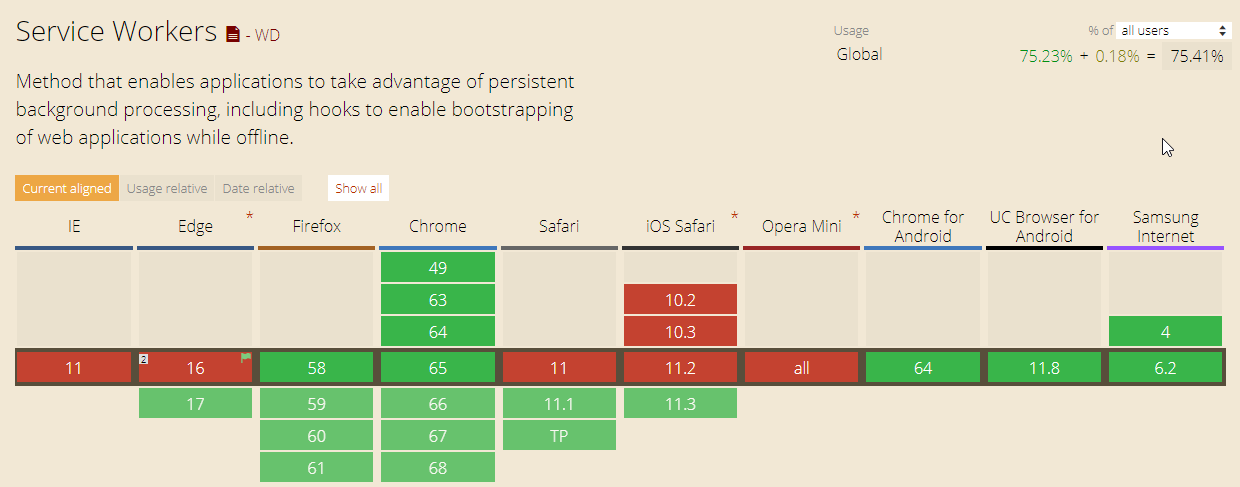 Service Workers - WD
Usage
% of all users
Global
75.23% + 0.18% = 75.41%
Method that enables applications to take advantage of persistent
background processing, including hooks to enable bootstrapping
of web applications while offline.
Current aligned Usage relative Date relative Show all
IE Edge * Firefox Chrome Safari iOS Safari * Opera Mini * Chrome for Android UC Browser for Android Samsung Internet
49
63 10.2
64 10.3 4
11 2 16 58 65 11 11.2 all 64 11.8 6.2
17 59 66 11.1 11.3
60 67 TP
61 68